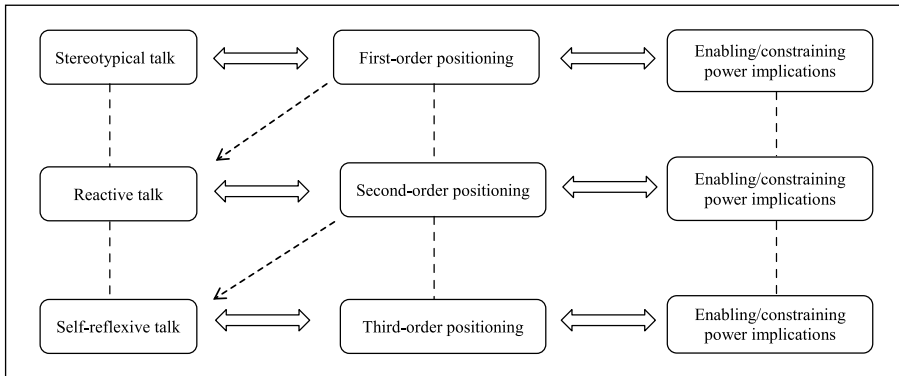 Stereotypical talk
First-order positioning
Enabling/constraining
power implications
Reactive talk
Second-order positioning
Enabling/constraining
power implications
Self-reflexive talk
Third-order positioning
Enabling/constraining
power implications